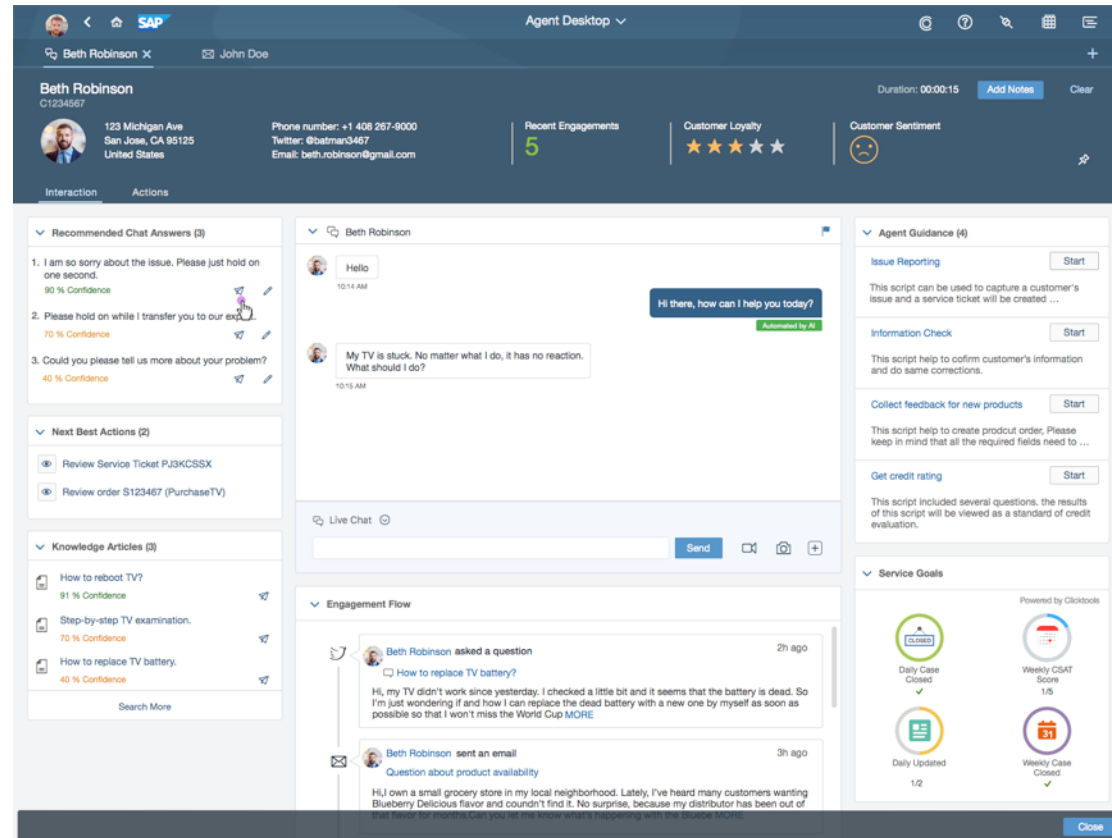 SAP
Agent Desktop
Beth Robinson
John Doe
Beth Robinson
C1234567
Duration: 00:00:15
Add Notes
Clear
123 Michigan Ave
San Jose, CA 95125
United States
Phone number: +1 408 267-9000
Twitter: @batman3467
Email: beth.robinson@gmail.com
Recent Engagements
5
Customer Loyalty
Customer Sentiment
Interaction
Actions
Recommended Chat Answers (3)
1. I am so sorry about the issue. Please just hold on
one second.
90 % Confidence
2. Please hold on while I transfer you to our
70 % Confidence
3. Could you please tell us more about your problem?
40 % Confidence
Next Best Actions (2)
Review Service Ticket PJ3KCSSX
Review order S123467 (PurchaseTV)
Knowledge Articles (3)
How to reboot TV?
91 % Confidence
Step-by-step TV examination.
70 % Confidence
How to replace TV battery.
40 % Confidence
Search More
Beth Robinson
Hello
10:14 AM
Hi there, how can I help you today?
Automated by AI
My TV is stuck. No matter what I do, it has no reaction.
What should I do?
10:15 AM
Live Chat
Send
Engagement Flow
Beth Robinson asked a question
2h ago
How to replace TV battery?
Hi, my TV didn't work since yesterday. I checked a little bit and it seems that the battery is dead. So
I'm just wondering if and how I can replace the dead battery with a new one by myself as soon as
possible so that I won't miss the World Cup MORE
Beth Robinson sent an email
3h ago
Question about product availability
Hi,I own a small grocery store in my local neighborhood. Lately, I've heard many customers wanting
Blueberry Delicious flavor and coundn't find it. No surprise, because my distributor has been out of
that flavor for months.Can you let me know what's happening with the Bluebe MORE
Agent Guidance (4)
Issue Reporting
Start
This script can be used to capture a customer's
issue and a service ticket will be created ...
Information Check
Start
This script help to cofirm customer's information
and do same corrections.
Collect feedback for new products
Start
This script help to create prodcut order, Please
keep in mind that all the required fields need to ...
Get credit rating
Start
This script included several questions. the results
of this script will be viewed as a standard of credit
evaluation.
Service Goals
Powered by Clicktools
CLOSED
Daily Case
Closed
Weekly CSAT
Score
1/5
Daily Updated
1/2
31
Weekly Case
Closed
Close